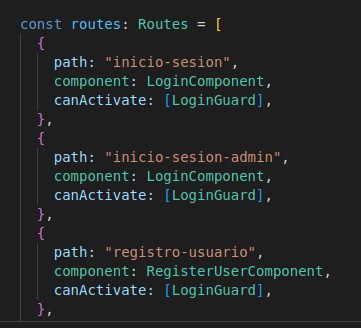 const routes: Routes = [
  {
    path: "inicio-sesion",
    component: LoginComponent,
    canActivate: [LoginGuard],
  },
  {
    path: "inicio-sesion-admin",
    component: LoginComponent,
    canActivate: [LoginGuard],
  },
  {
    path: "registro-usuario",
    component: RegisterUserComponent,
    canActivate: [LoginGuard],
  },